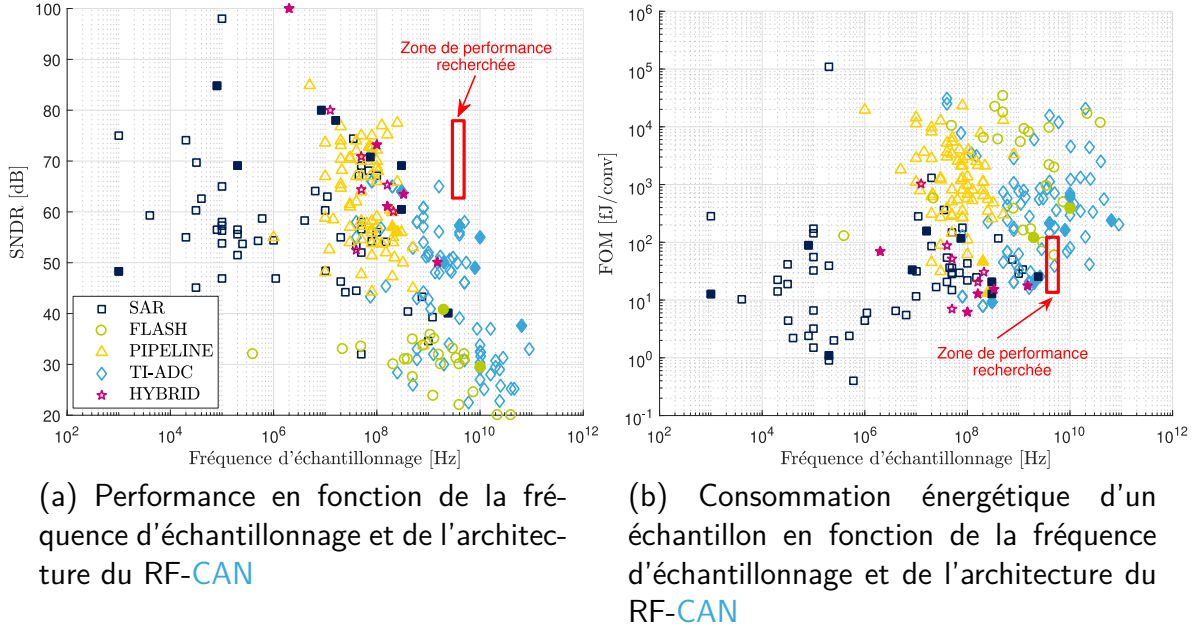 100
90
80
70
60
50
40
30
20
SNDR [dB]
Zone de performance
recherchée
SAR
FLASH
PIPELINE
TI-ADC
HYBRID
10^2 10^4 10^6 10^8 10^10 10^12
Fréquence d'échantillonnage [Hz]
(a) Performance en fonction de la fré-
quence d'échantillonnage et de l'architec-
ture du RF-CAN
10^6
10^5
10^4
10^3
10^2
10^1
10^0
10^-1
FOM [fJ/conv]
Zone de performance
recherchée
10^2 10^4 10^6 10^8 10^10 10^12
Fréquence d'échantillonnage [Hz]
(b) Consommation énergétique d'un
échantillon en fonction de la fréquence
d'échantillonnage et de l'architecture du
RF-CAN